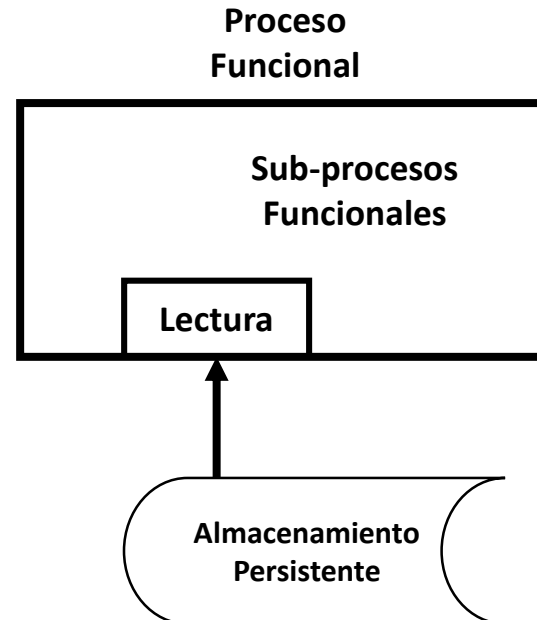 Proceso
Funcional
Sub-procesos
Funcionales
Lectura
Almacenamiento
Persistente